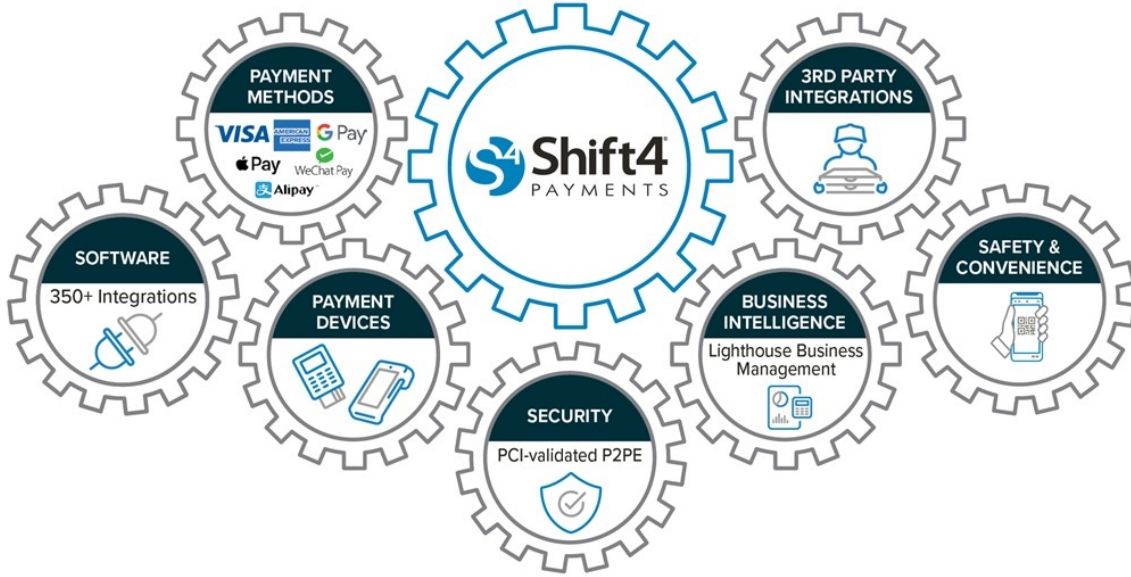 PAYMENT
METHODS
VISA
AMERICAN
EXPRESS
G Pay
Pay
WeChat Pay
Alipay
S4
Shift4
PAYMENTS
3RD PARTY
INTEGRATIONS
SOFTWARE
350+ Integrations
PAYMENT
DEVICES
SECURITY
PCI-validated P2PE
BUSINESS
INTELLIGENCE
Lighthouse Business
Management
SAFETY &
CONVENIENCE